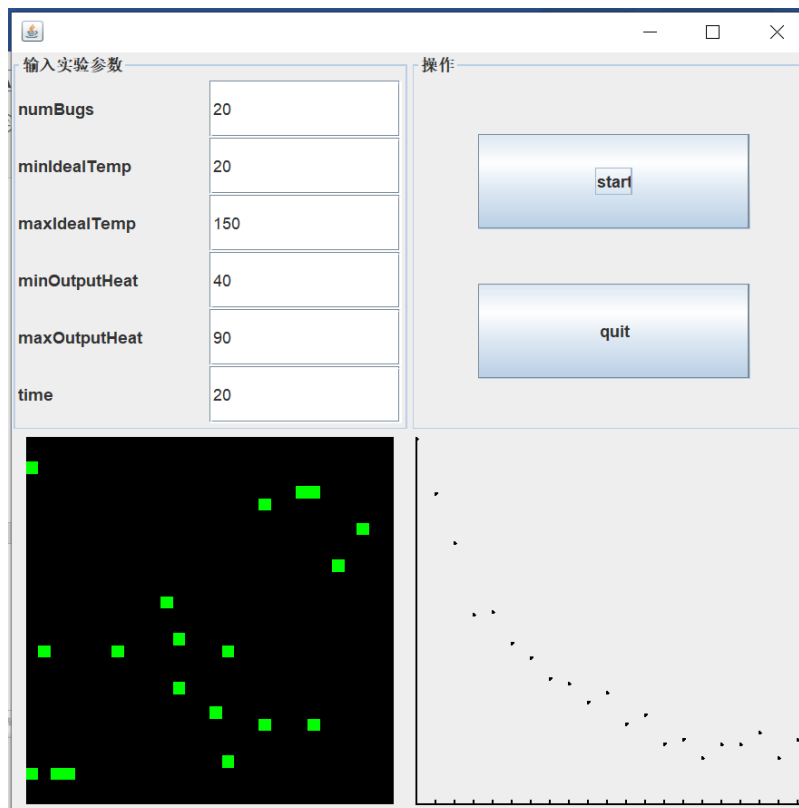 输入实验参数
操作
numBugs
20
minIdealTemp
20
maxIdealTemp
150
minOutputHeat
40
maxOutputHeat
90
time
20
start
quit